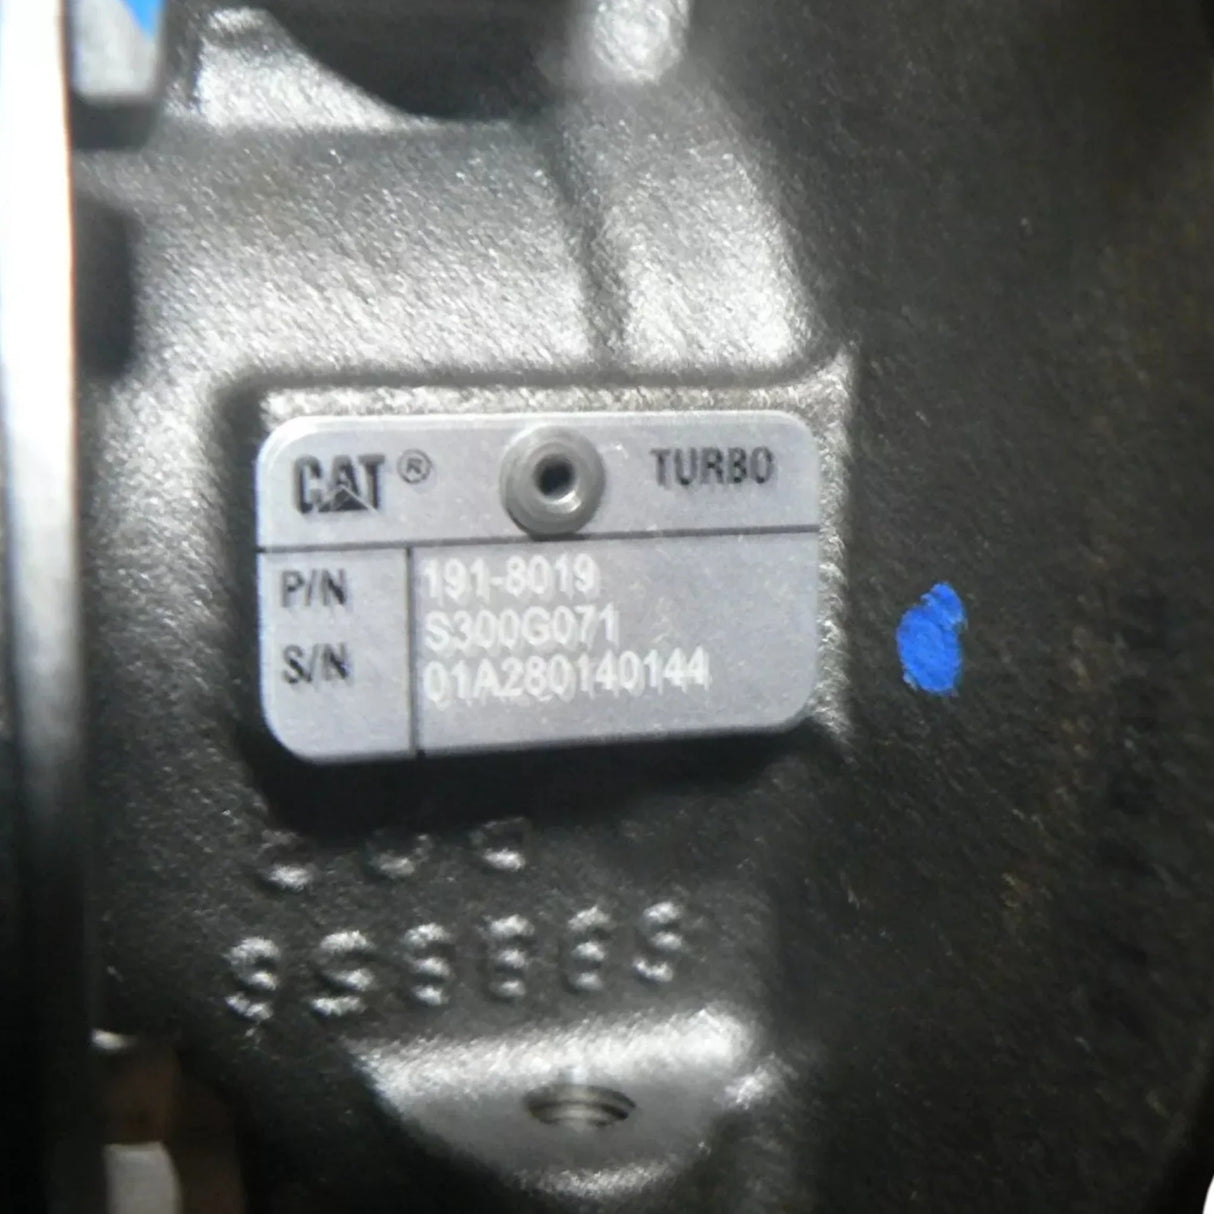 CAT® TURBO
P/N 191-8019
S300G071
S/N 01A280140144